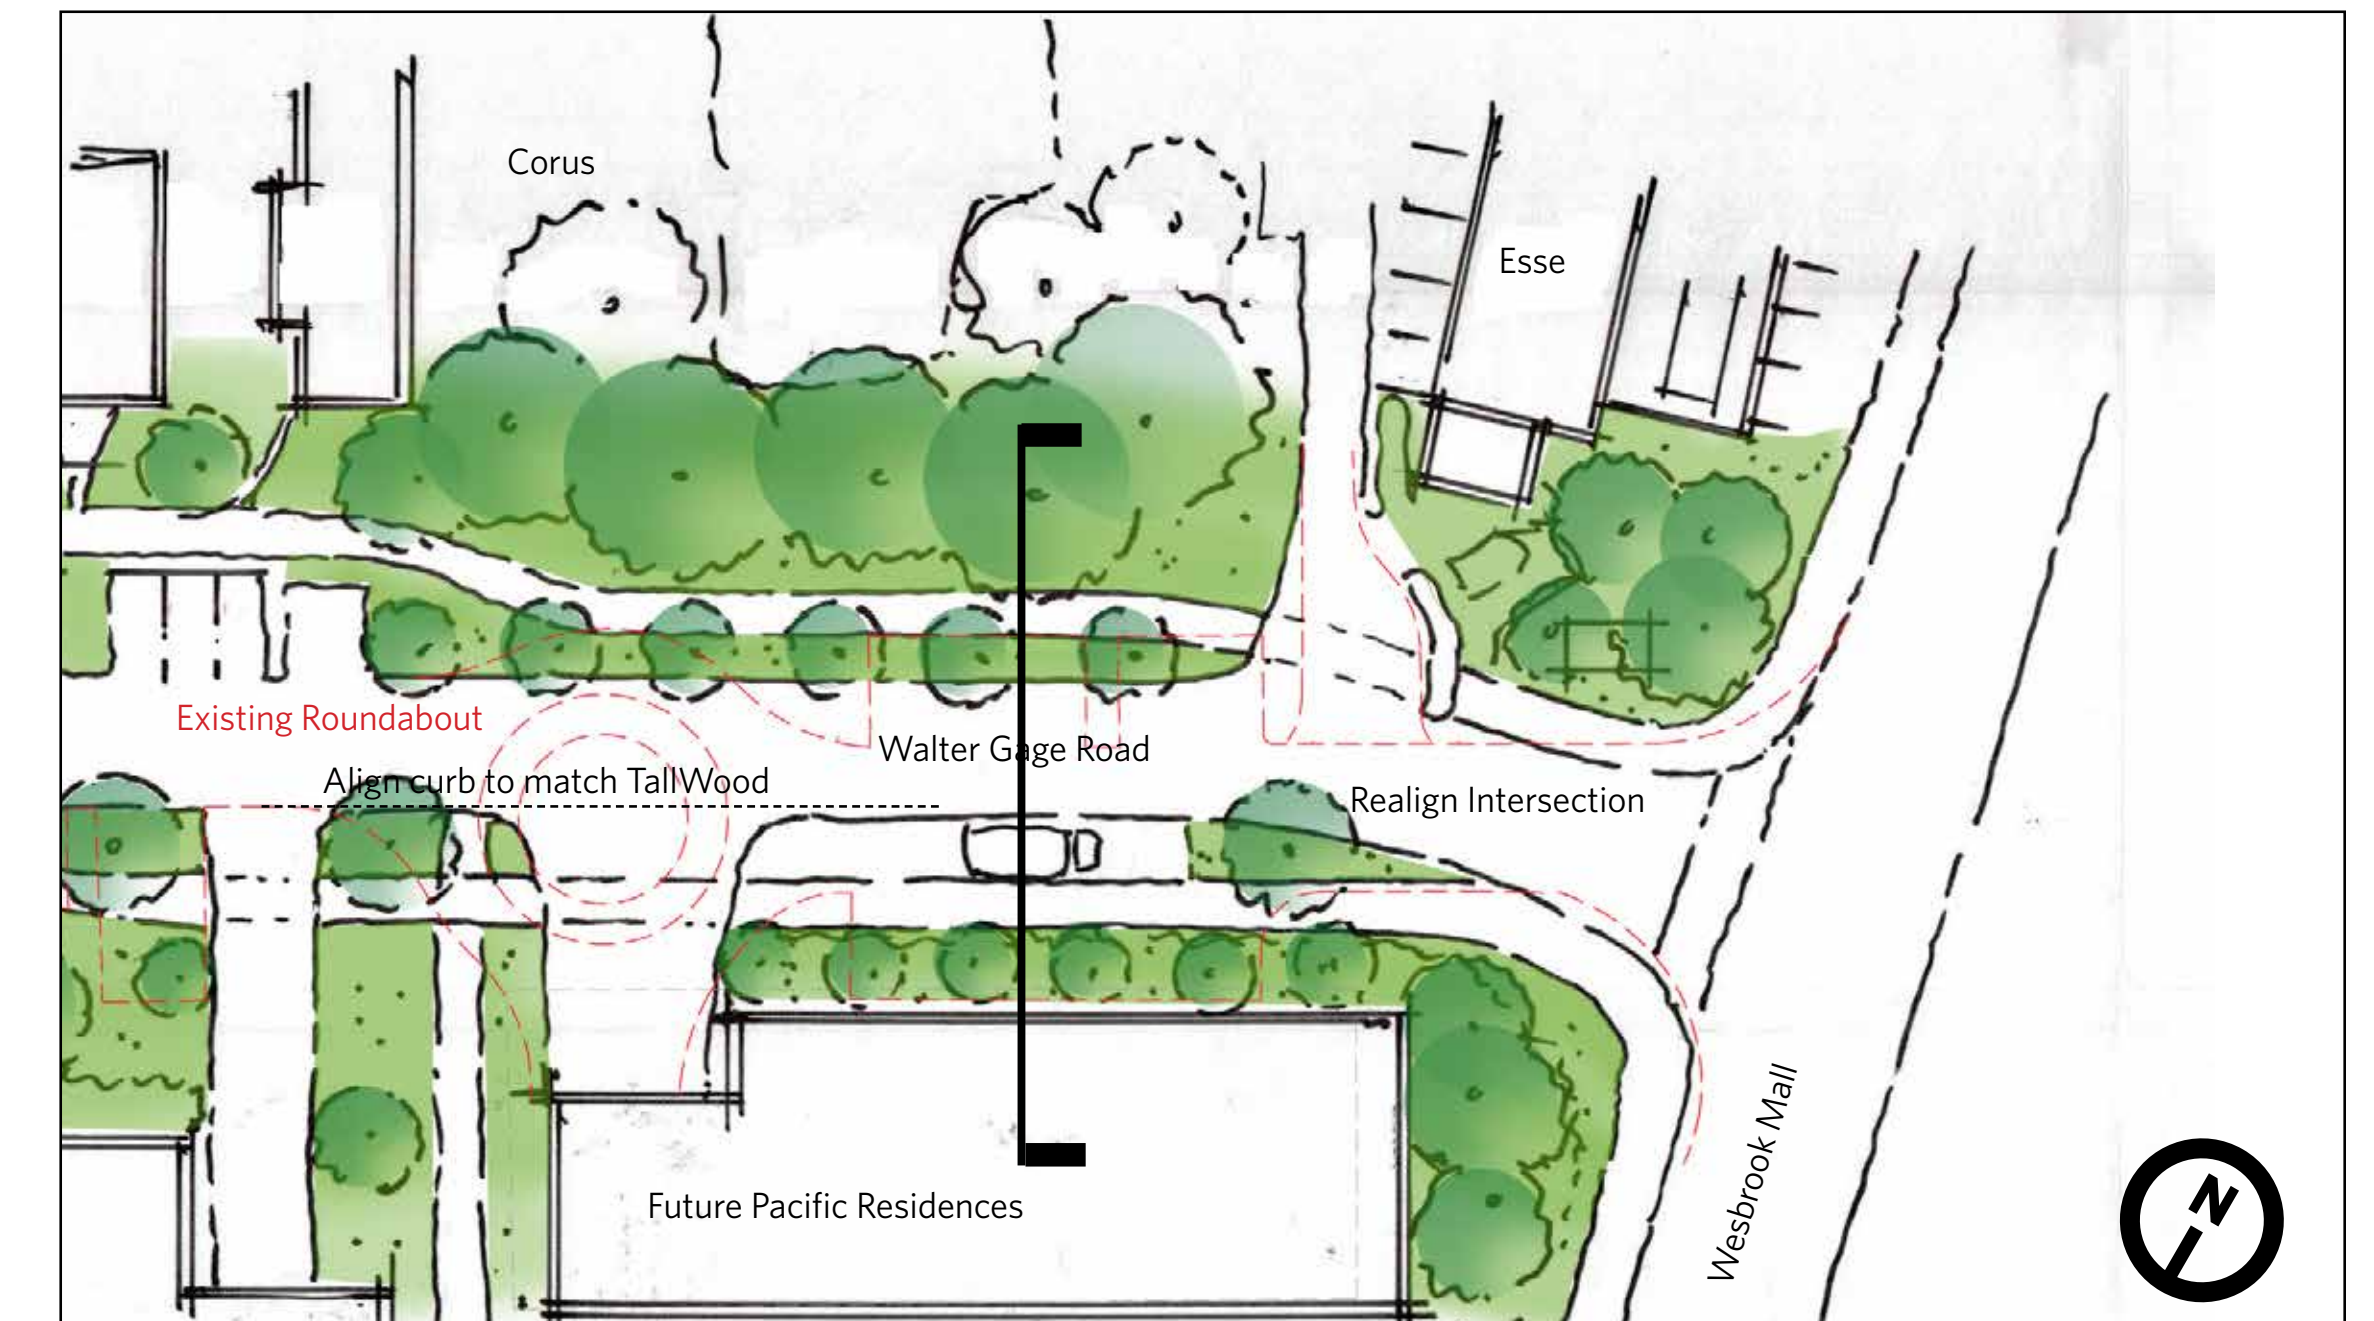 Corus
Esse
Existing Roundabout
Walter Gage Road
Align curb to match TallWood
Realign Intersection
Future Pacific Residences
Wesbrook Mall
N